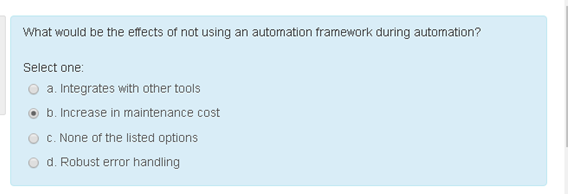 What would be the effects of not using an automation framework during automation?
Select one:
a. Integrates with other tools
b. Increase in maintenance cost
c. None of the listed options
d. Robust error handling